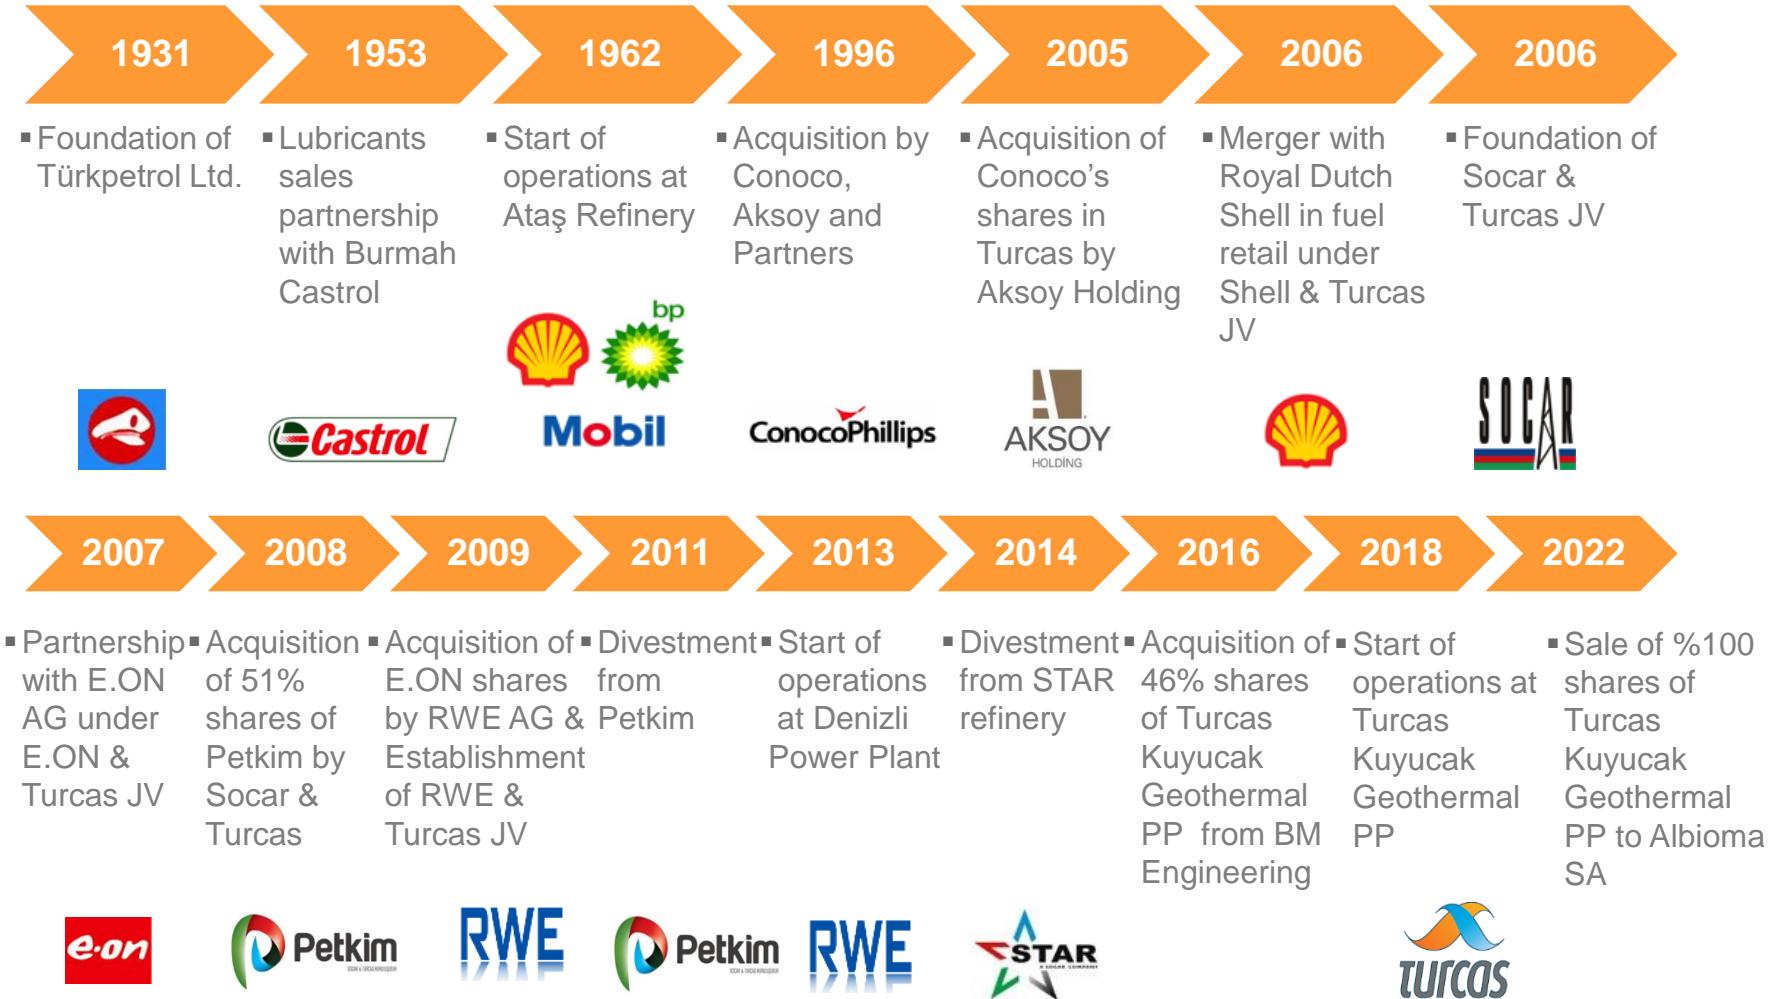 1931
1953
1962
1996
2005
2006
2006
▪ Foundation of
Türkpetrol Ltd.
▪ Lubricants
sales
partnership
with Burmah
Castrol
▪ Start of
operations at
Ataş Refinery
▪ Acquisition by
Conoco,
Aksoy and
Partners
▪ Acquisition of
Conoco's
shares in
Turcas by
Aksoy Holding
▪ Merger with
Royal Dutch
Shell in fuel
retail under
Shell & Turcas
JV
▪ Foundation of
Socar &
Turcas JV
Castrol
bp
Mobil
ConocoPhillips
AKSOY
HOLDİNG
SOCAR
2007
2008
2009
2011
2013
2014
2016
2018
2022
▪ Partnership
with E.ON
AG under
E.ON &
Turcas JV
▪ Acquisition
of 51%
shares of
Petkim by
Socar &
Turcas
▪ Acquisition of
E.ON shares
by RWE AG &
Establishment
of RWE &
Turcas JV
▪ Divestment
from
Petkim
▪ Start of
operations
at Denizli
Power Plant
▪ Divestment
from STAR
refinery
▪ Acquisition of
46% shares
of Turcas
Kuyucak
Geothermal
PP from BM
Engineering
▪ Start of
operations at
Turcas
Kuyucak
Geothermal
PP
▪ Sale of %100
shares of
Turcas
Kuyucak
Geothermal
PP to Albioma
SA
e·on
Petkim
RWE
Petkim
RWE
STAR
A SOCAR COMPANY
turcas